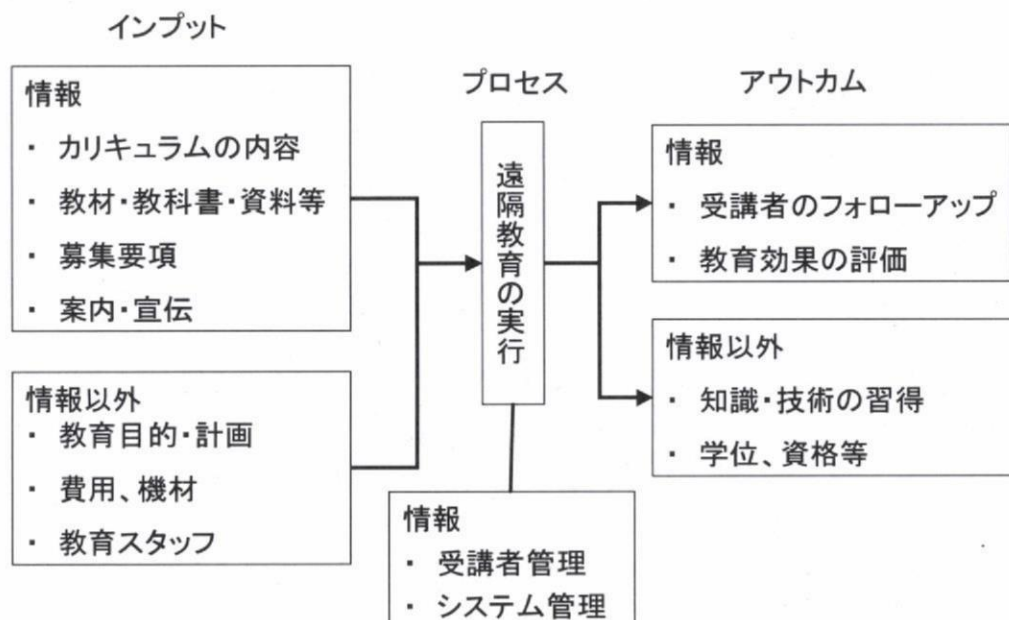 インプット
情報
・ カリキュラムの内容
・ 教材・教科書・資料等
・ 募集要項
・ 案内・宣伝
情報以外
・ 教育目的・計画
・ 費用、機材
・ 教育スタッフ
プロセス
遠隔教育の実行
情報
・ 受講者管理
・ システム管理
アウトカム
情報
・ 受講者のフォローアップ
・ 教育効果の評価
情報以外
・ 知識・技術の習得
・ 学位、資格等